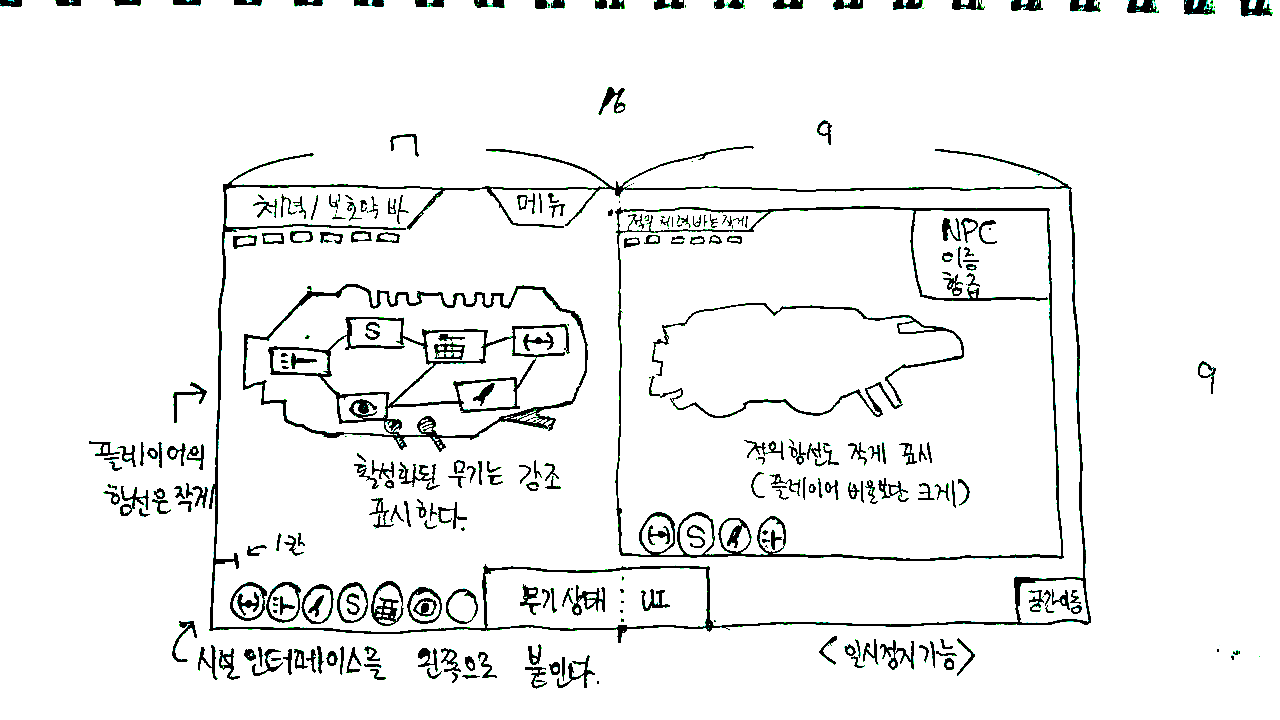 16
7
9
체력/보호막 바
메뉴
적의 체력바는 작게
NPC
이름
함급
S
9
플레이어의
함선은 작게
활성화된 무기는 강조
표시한다.
적의함선도 작게 표시
(플레이어 비율보단 크게)
1칸
S
S
무기상태 UI
공간이동
시설 인터페이스를 왼쪽으로 붙인다.
<일시정지 가능>